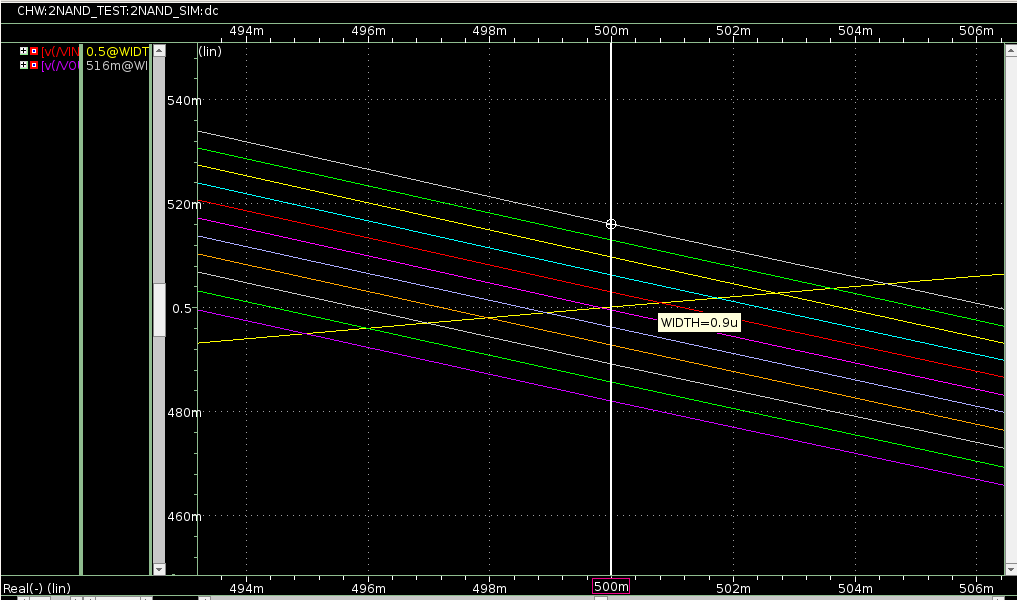 CHW:2NAND_TEST:2NAND_SIM:dc
494m 496m 498m 500m 502m 504m 506m
[v(/VIN 0.5@WIDT (lin)
[v(/VOU 516m@WI
540m
520m
0.5
WIDTH=0.9u
480m
460m
Real(-) (lin) 494m 496m 498m 500m 502m 504m 506m